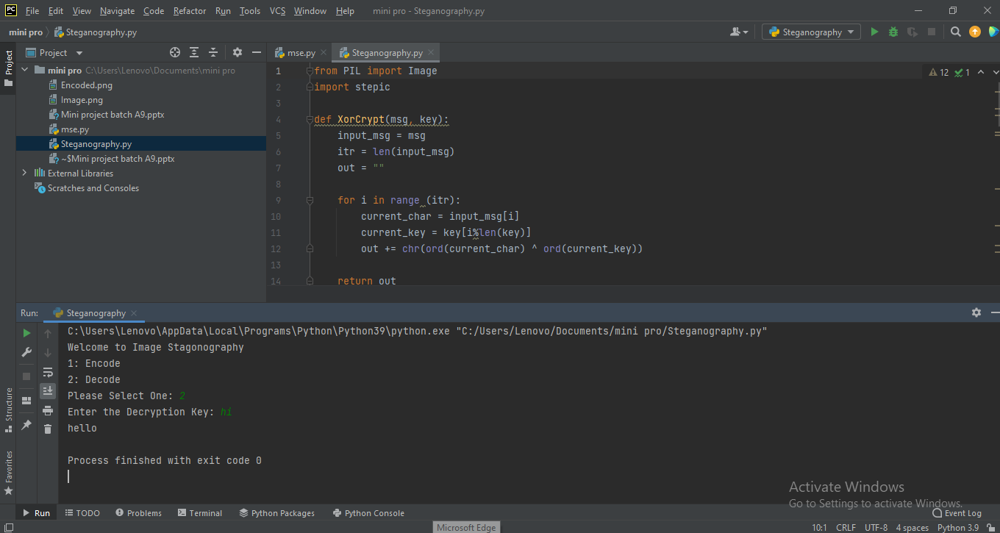 PC File Edit View Navigate Code Refactor Run Tools VCS Window Help mini pro - Steganography.py
mini pro Steganography.py Steganography
Project
Project
mini pro C:\Users\Lenovo\Documents\mini pro
Encoded.png
Image.png
Mini project batch A9.pptx
mse.py
Steganography.py
~$Mini project batch A9.pptx
External Libraries
Scratches and Consoles
mse.py Steganography.py
12 1
1 from PIL import Image
2 import stepic
3
4 def XorCrypt(msg, key):
5 input_msg = msg
6 itr = len(input_msg)
7 out = ""
8
9 for i in range (itr):
10 current_char = input_msg[i]
11 current_key = key[i%len(key)]
12 out += chr(ord(current_char) ^ ord(current_key))
13
14 return out
Run: Steganography
C:\Users\Lenovo\AppData\Local\Programs\Python\Python39\python.exe "C:/Users/Lenovo/Documents/mini pro/Steganography.py"
Welcome to Image Stagonography
1: Encode
2: Decode
Please Select One: 2
Enter the Decryption Key: hi
hello
Process finished with exit code 0
Structure
Favorites
Activate Windows
Go to Settings to activate Windows.
Run TODO Problems Terminal Python Packages Python Console Event Log
Microsoft Edge
10:1 CRLF UTF-8 4 spaces Python 3.9